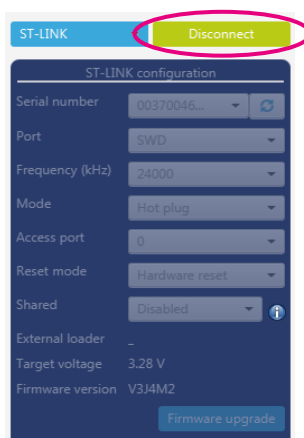 ST-LINK Disconnect
ST-LINK configuration
Serial number 00370046...
Port SWD
Frequency (kHz) 24000
Mode Hot plug
Access port 0
Reset mode Hardware reset
Shared Disabled
External loader _
Target voltage 3.28 V
Firmware version V3J4M2
Firmware upgrade